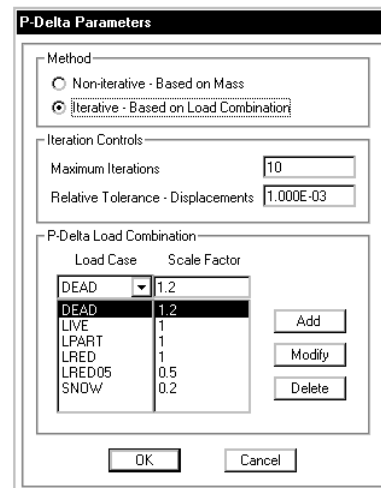 P-Delta Parameters
Method
Non-iterative - Based on Mass
Iterative - Based on Load Combination
Iteration Controls
Maximum Iterations 10
Relative Tolerance - Displacements 1.000E-03
P-Delta Load Combination
Load Case Scale Factor
DEAD 1.2
DEAD 1.2
LIVE 1
LPART 1
LRED 1
LRED05 0.5
SNOW 0.2
Add
Modify
Delete
OK Cancel